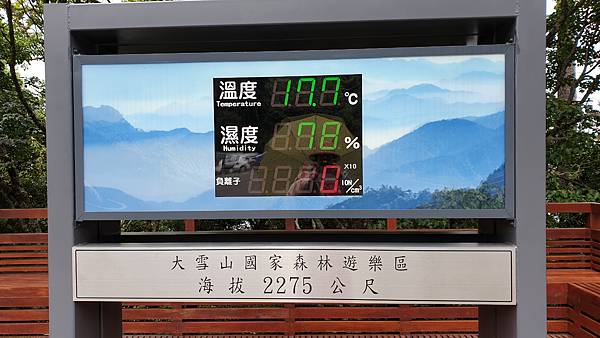 溫度 17.7 °C
Temperature
濕度 78 %
Humidity
X10
負離子 0 ION/cm³
大雪山國家森林遊樂區
海拔 2275 公尺